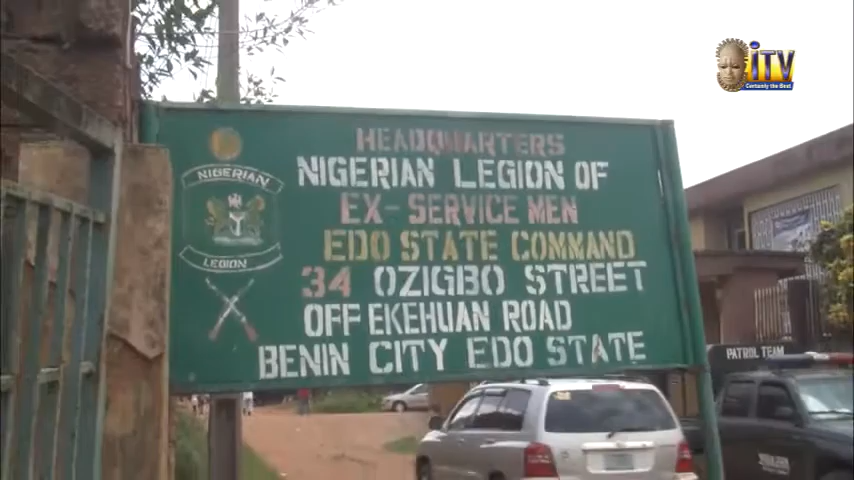 iTV
Certainly the Best
HEADQUARTERS
NIGERIAN LEGION OF
EX-SERVICE MEN
EDO STATE COMMAND
34 OZIGBO STREET
OFF EKEHUAN ROAD
BENIN CITY EDO STATE
NIGERIAN
LEGION
PATROL TEAM